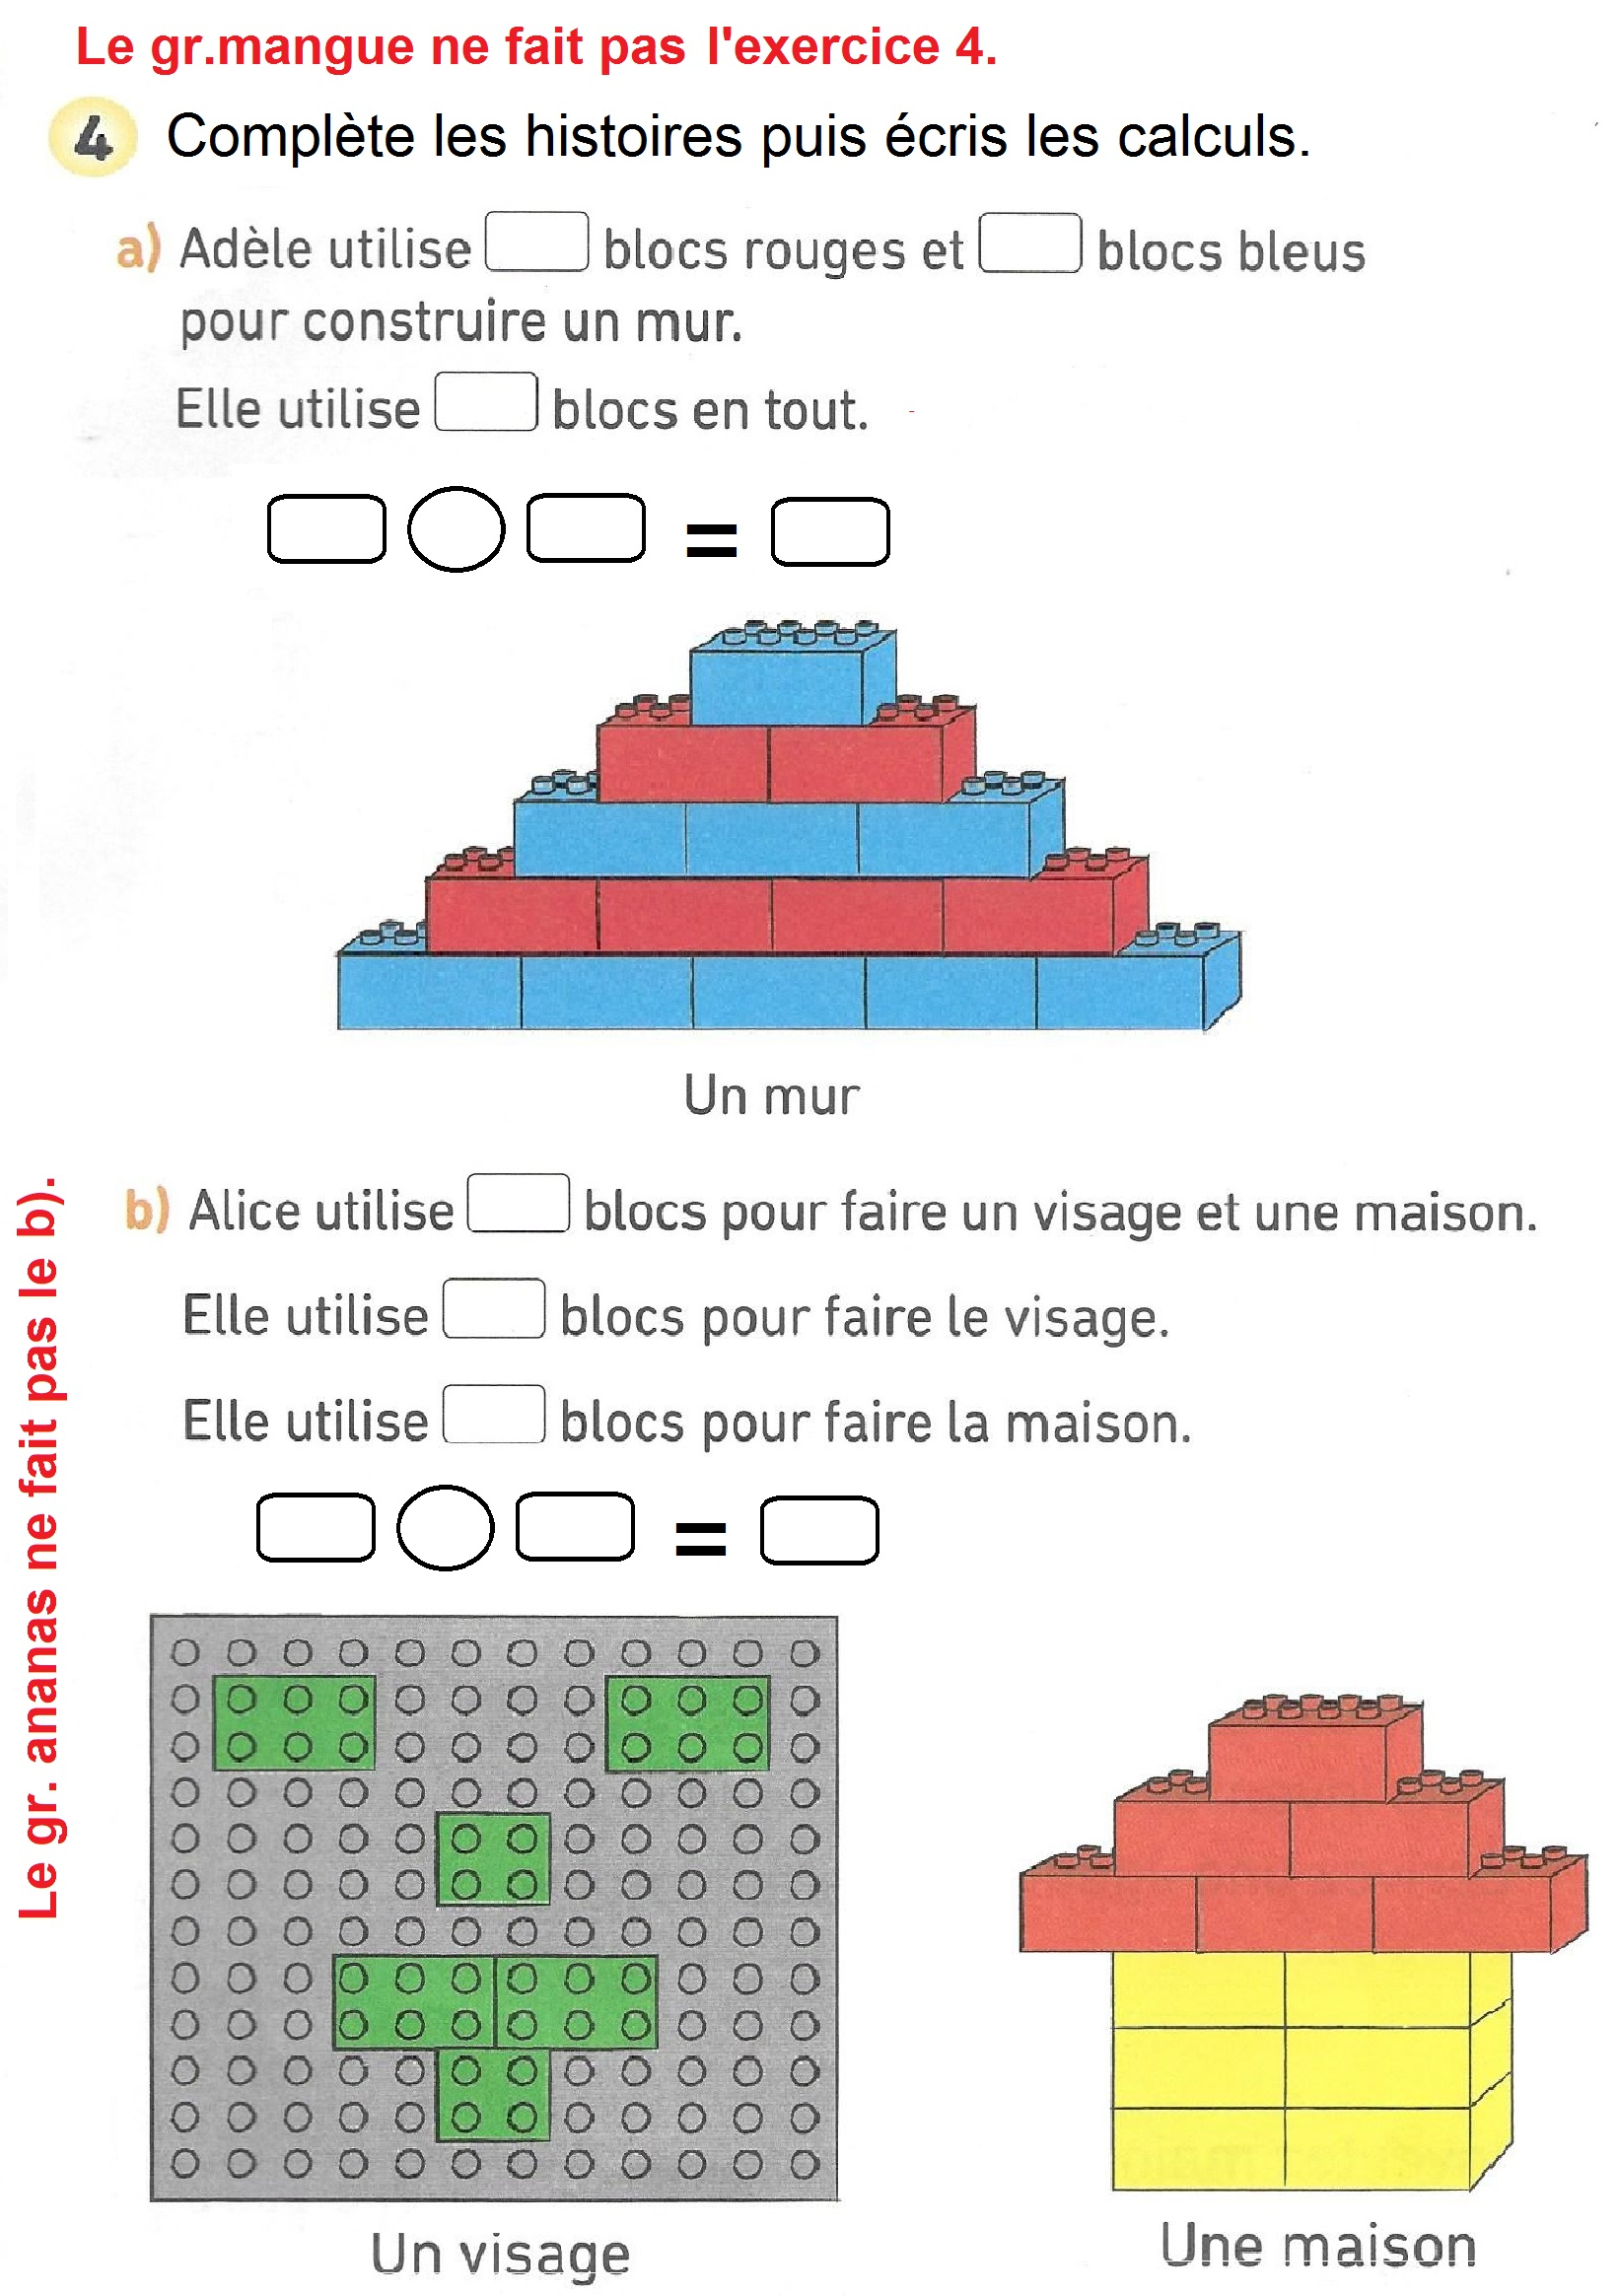 Le gr.mangue ne fait pas l'exercice 4.
4 Complète les histoires puis écris les calculs.
a) Adèle utilise blocs rouges et blocs bleus
pour construire un mur.
Elle utilise blocs en tout.
=
Un mur
Le gr. ananas ne fait pas le b).
b) Alice utilise blocs pour faire un visage et une maison.
Elle utilise blocs pour faire le visage.
Elle utilise blocs pour faire la maison.
=
Un visage
Une maison